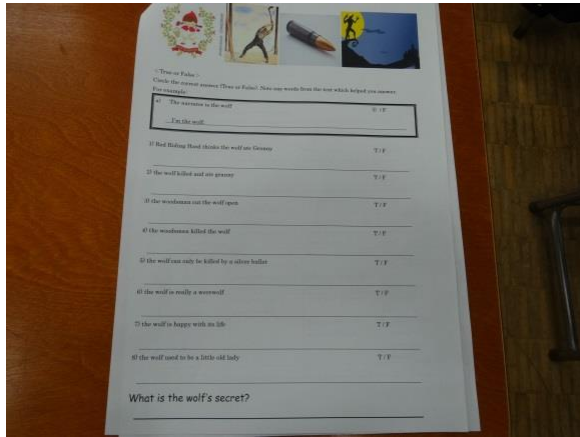 - True or False -
Circle the correct answer (True or False). Note any words from the text which helped you answer.
For example:
a) The narrator is the wolf T / F
I'm the wolf
1) Red Riding Hood thinks the wolf ate Granny T / F
2) the wolf killed and ate granny T / F
3) the woodsman cut the wolf open T / F
4) the woodsman killed the wolf T / F
5) the wolf can only be killed by a silver bullet T / F
6) the wolf is really a werewolf T / F
7) the wolf is happy with its life T / F
8) the wolf used to be a little old lady T / F
What is the wolf's secret?